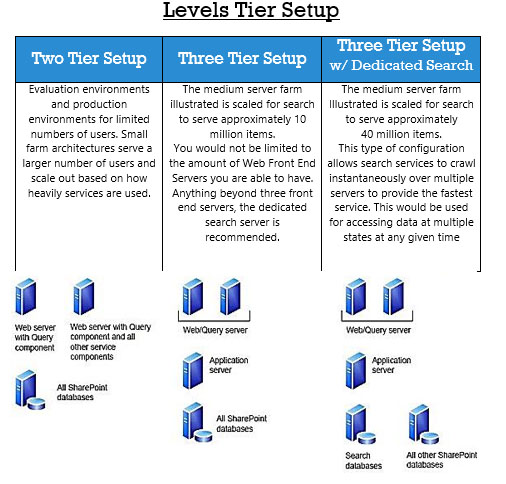 Levels Tier Setup
Two Tier Setup
Three Tier Setup
Three Tier Setup
w/ Dedicated Search
Evaluation environments
and production
environments for limited
numbers of users. Small
farm architectures serve a
larger number of users and
scale out based on how
heavily services are used.
The medium server farm
illustrated is scaled for search
to serve approximately 10
million items.
You would not be limited to
the amount of Web Front End
Servers you are able to have.
Anything beyond three front
end servers, the dedicated
search server is
recommended.
The medium server farm
Illustrated is scaled for search
to serve approximately
40 million items.
This type of configuration
allows search services to crawl
instantaneously over multiple
servers to provide the fastest
service. This would be used
for accessing data at multiple
states at any given time
Web server
with Query
component
Web server with Query
component and all
other service
components
All SharePoint
databases
Web/Query server
Application
server
All SharePoint
databases
Web/Query server
Application
server
Search
databases
All other SharePoint
databases